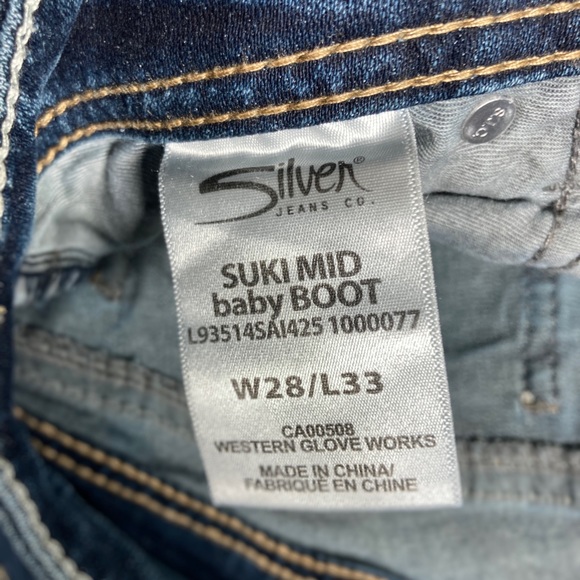 Silver®
JEANS CO.
SUKI MID
baby BOOT
L93514SAI425 1000077
W28/L33
CA00508
WESTERN GLOVE WORKS
MADE IN CHINA/
FABRIQUE EN CHINE